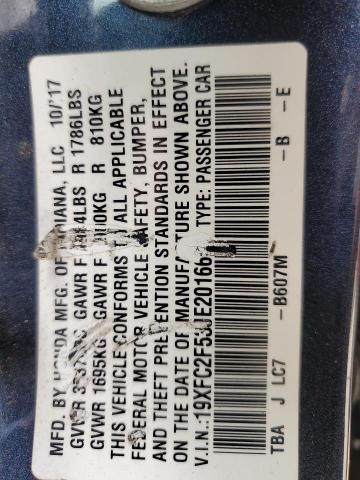 MFD. BY HONDA MFG. OF INDIANA, LLC 10/'17
GVWR LBS GAWR F LBS R 1786LBS
GVWR 1695KG GAWR F R 810KG
THIS VEHICLE CONFORMS TO ALL APPLICABLE
FEDERAL MOTOR VEHICLE SAFETY, BUMPER,
AND THEFT PREVENTION STANDARDS IN EFFECT
ON THE DATE OF MANUFACTURE SHOWN ABOVE.
V.I.N.: TYPE: PASSENGER CAR
TBA J LC7 -B607M -B -E